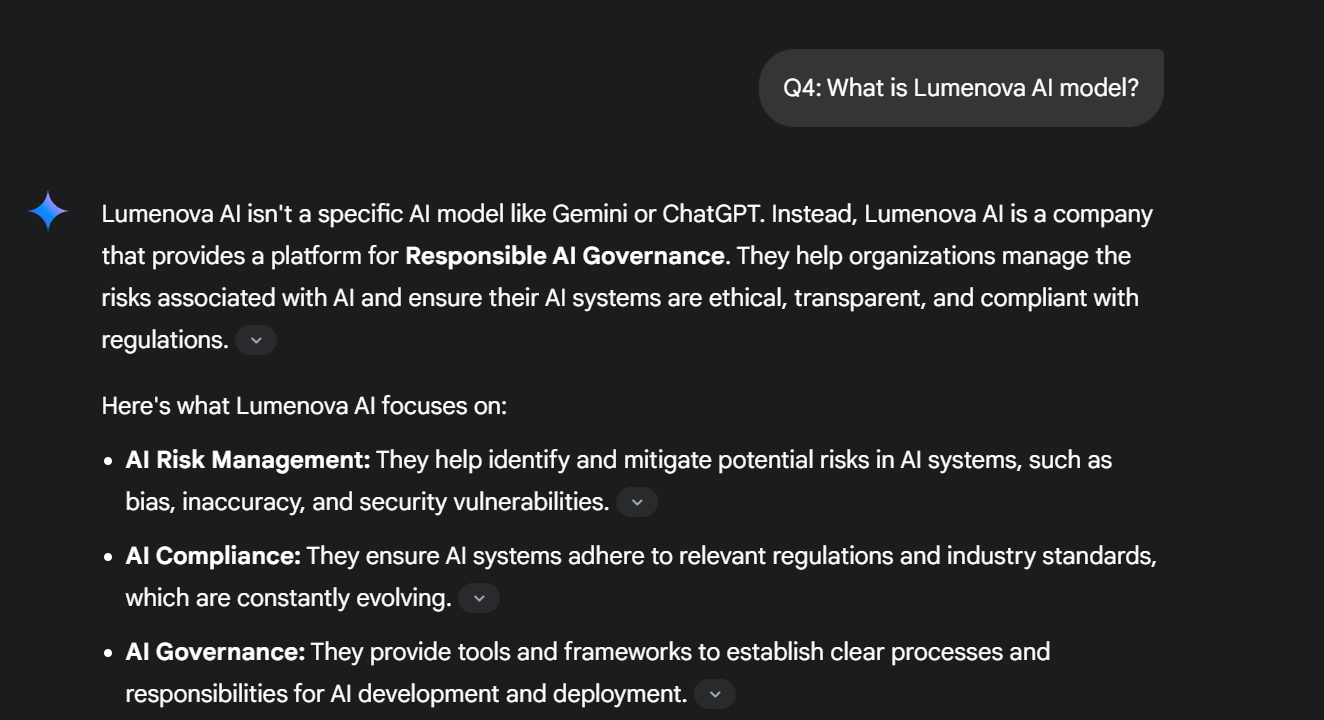 Q4: What is Lumenova AI model?
Lumenova AI isn't a specific AI model like Gemini or ChatGPT. Instead, Lumenova AI is a company
that provides a platform for Responsible AI Governance. They help organizations manage the
risks associated with AI and ensure their AI systems are ethical, transparent, and compliant with
regulations.
Here's what Lumenova AI focuses on:
• AI Risk Management: They help identify and mitigate potential risks in AI systems, such as
bias, inaccuracy, and security vulnerabilities.
• AI Compliance: They ensure AI systems adhere to relevant regulations and industry standards,
which are constantly evolving.
• AI Governance: They provide tools and frameworks to establish clear processes and
responsibilities for AI development and deployment.